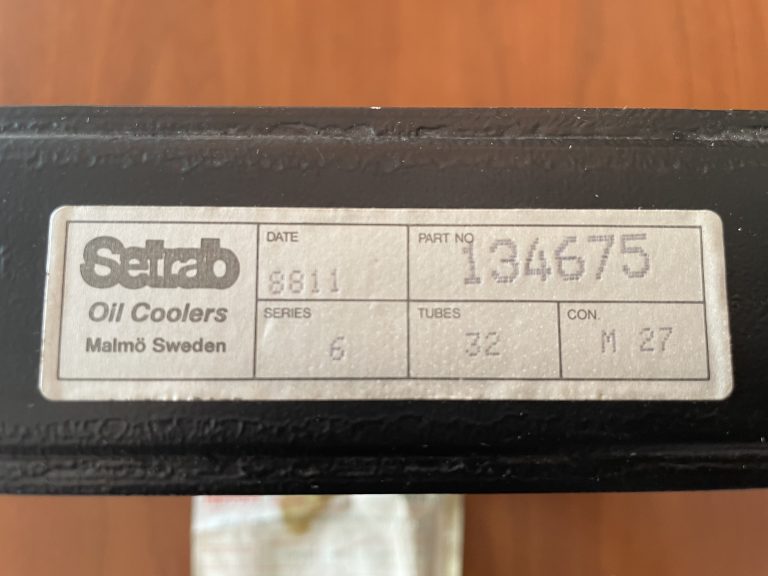 Setrab
Oil Coolers
Malmö Sweden
DATE
8811
PART NO
134675
SERIES
6
TUBES
32
CON.
M 27